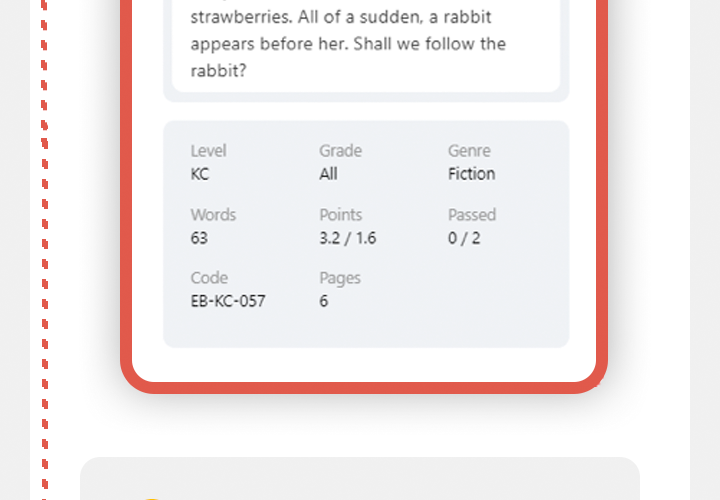 strawberries. All of a sudden, a rabbit
appears before her. Shall we follow the
rabbit?
Level Grade Genre
KC All Fiction
Words Points Passed
63 3.2 / 1.6 0 / 2
Code Pages
EB-KC-057 6